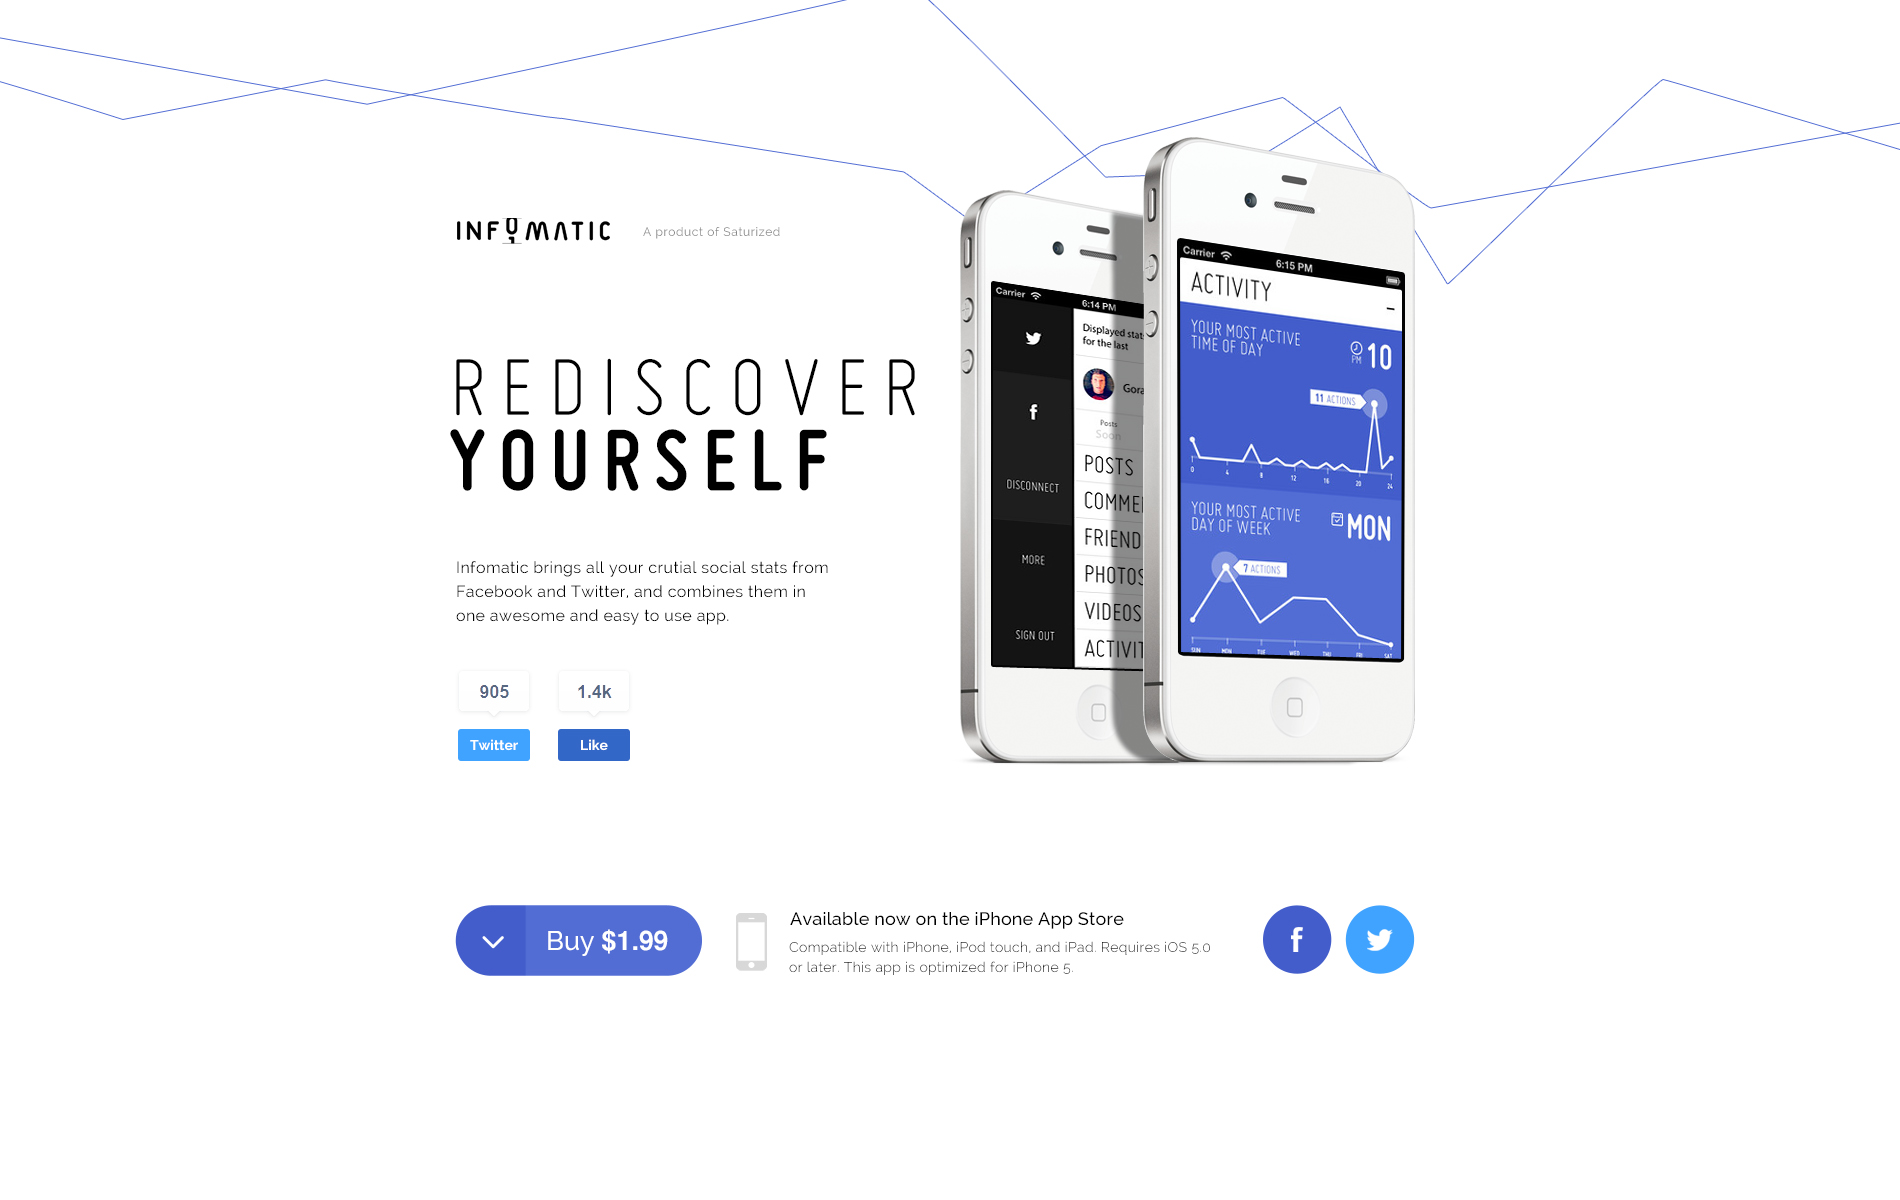 INFOMATIC
A product of Saturized
REDISCOVER
YOURSELF
Infomatic brings all your crutial social stats from
Facebook and Twitter, and combines them in
one awesome and easy to use app.
905
1.4k
Twitter
Like
Carrier
6:14 PM
Displayed stat
for the last
Gora
Posts
Soon
DISCONNECT
MORE
SIGN OUT
POSTS
COMME
FRIEND
PHOTOS
VIDEOS
ACTIVIT
Carrier
6:15 PM
ACTIVITY
YOUR MOST ACTIVE
TIME OF DAY
PM 10
11 ACTIONS
0 4 8 12 16 20 24
YOUR MOST ACTIVE
DAY OF WEEK
MON
7 ACTIONS
SUN MON TUE WED THU FRI SAT
Buy $1.99
Available now on the iPhone App Store
Compatible with iPhone, iPod touch, and iPad. Requires iOS 5.0
or later. This app is optimized for iPhone 5.